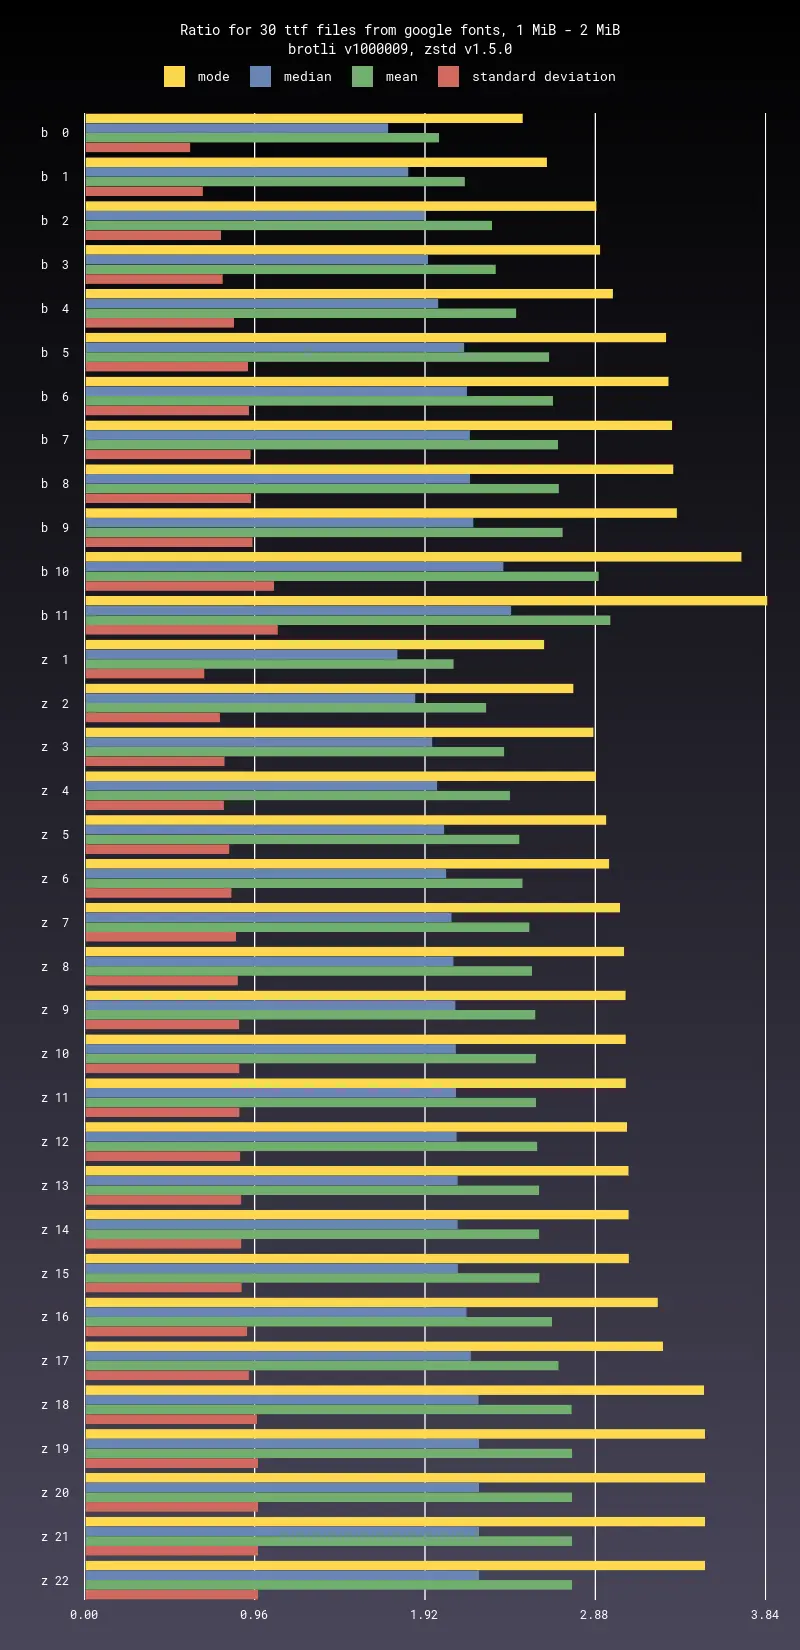 Ratio for 30 ttf files from google fonts, 1 MiB - 2 MiB
brotli v1000009, zstd v1.5.0
mode median mean standard deviation
b 0
b 1
b 2
b 3
b 4
b 5
b 6
b 7
b 8
b 9
b 10
b 11
z 1
z 2
z 3
z 4
z 5
z 6
z 7
z 8
z 9
z 10
z 11
z 12
z 13
z 14
z 15
z 16
z 17
z 18
z 19
z 20
z 21
z 22
0.00 0.96 1.92 2.88 3.84